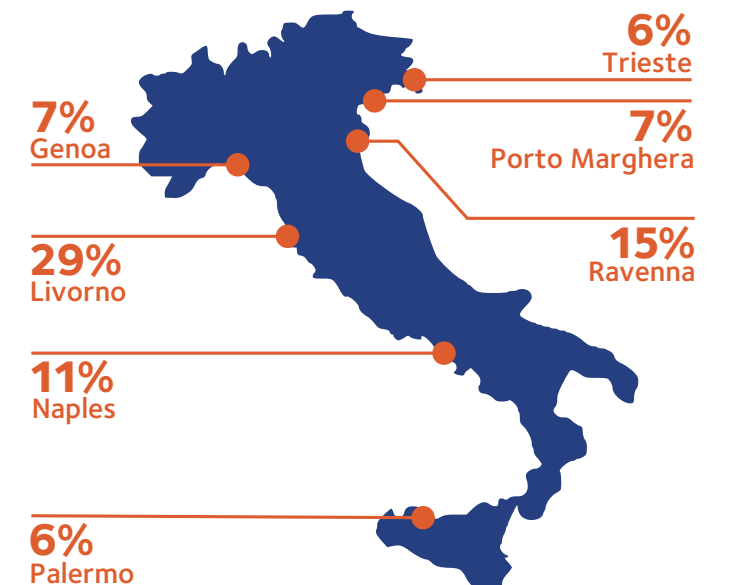 6%
Trieste
7%
Genoa
7%
Porto Marghera
15%
Ravenna
29%
Livorno
11%
Naples
6%
Palermo